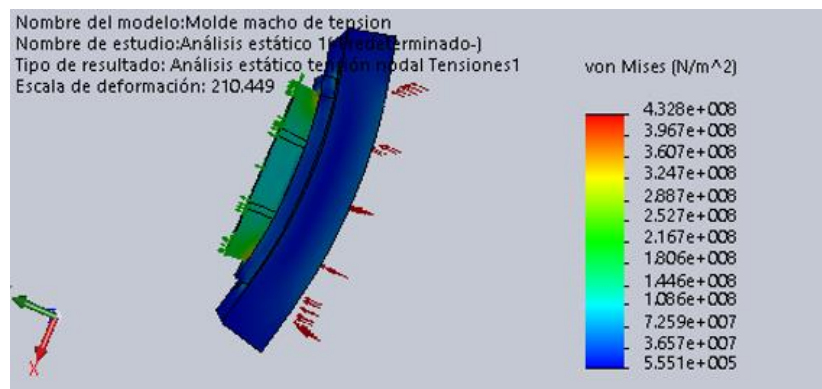 Nombre del modelo:Molde macho de tension
Nombre de estudio:Análisis estático 1(-Predeterminado-)
Tipo de resultado: Análisis estático tensión nodal Tensiones1
Escala de deformación: 210.449
von Mises (N/m^2)
4.328e+008
3.967e+008
3.607e+008
3.247e+008
2.887e+008
2.527e+008
2.167e+008
1.806e+008
1.446e+008
1.086e+008
7.259e+007
3.657e+007
5.551e+005
X